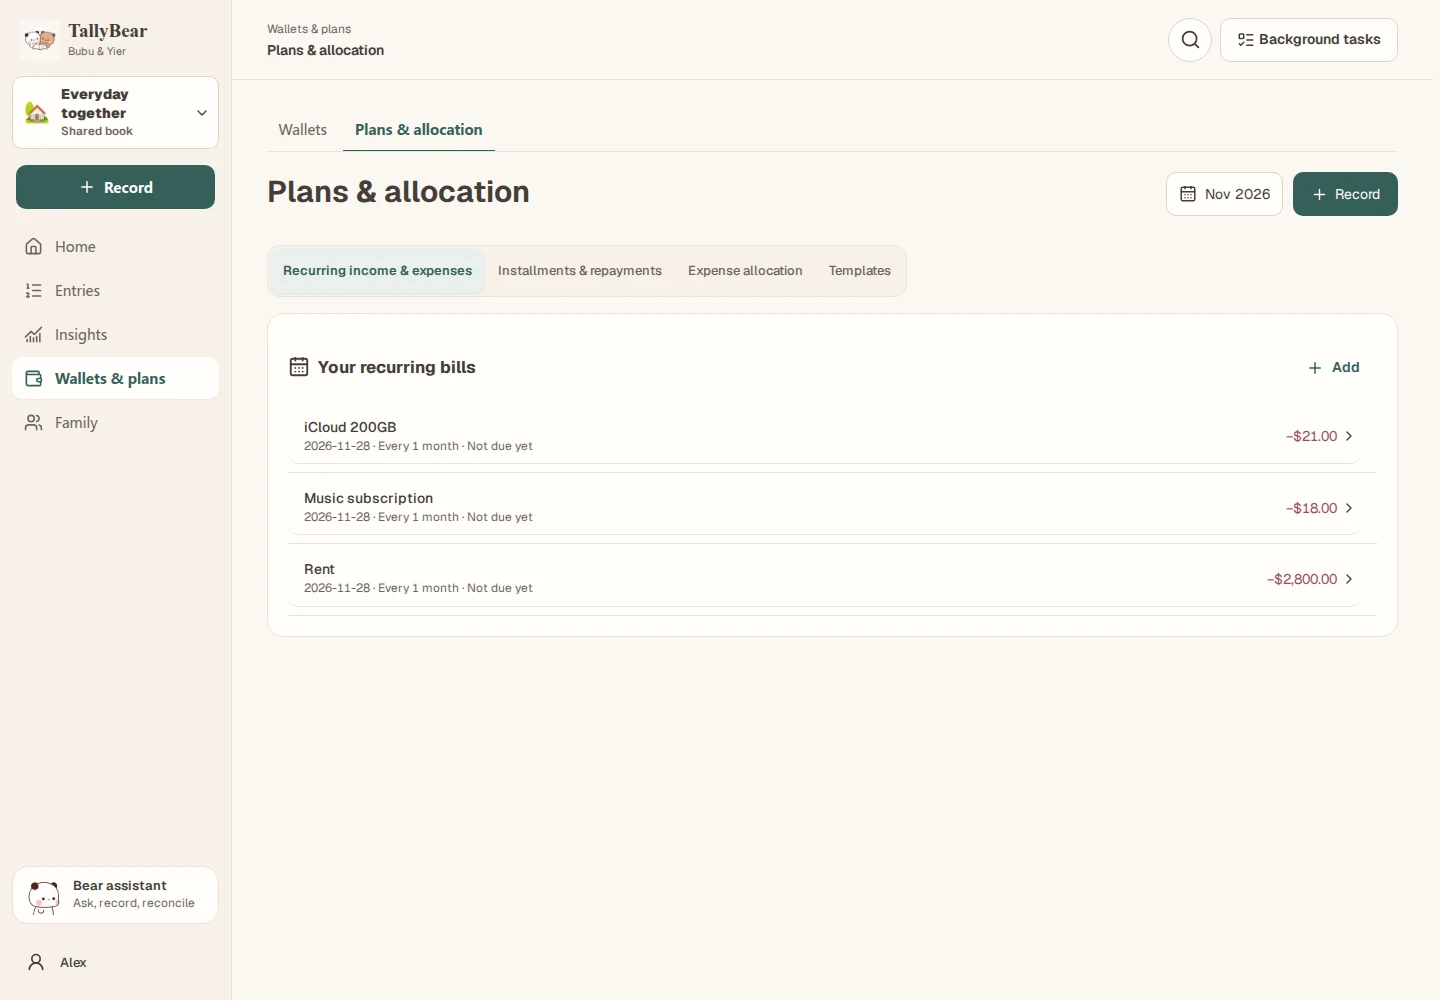 TallyBear
Bubu & Yier
Everyday
together
Shared book
Record
Home
Entries
Insights
Wallets & plans
Family
Bear assistant
Ask, record, reconcile
Alex
Wallets & plans
Plans & allocation
Background tasks
Wallets
Plans & allocation
Plans & allocation
Nov 2026
Record
Recurring income & expenses
Installments & repayments
Expense allocation
Templates
Your recurring bills
Add
iCloud 200GB
2026-11-28 · Every 1 month · Not due yet
-$21.00
Music subscription
2026-11-28 · Every 1 month · Not due yet
-$18.00
Rent
2026-11-28 · Every 1 month · Not due yet
-$2,800.00